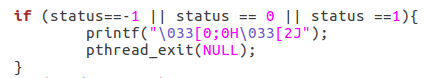 if (status==-1 || status == 0 || status ==1){
        printf("\033[0;0H\033[2J");
        pthread_exit(NULL);
}